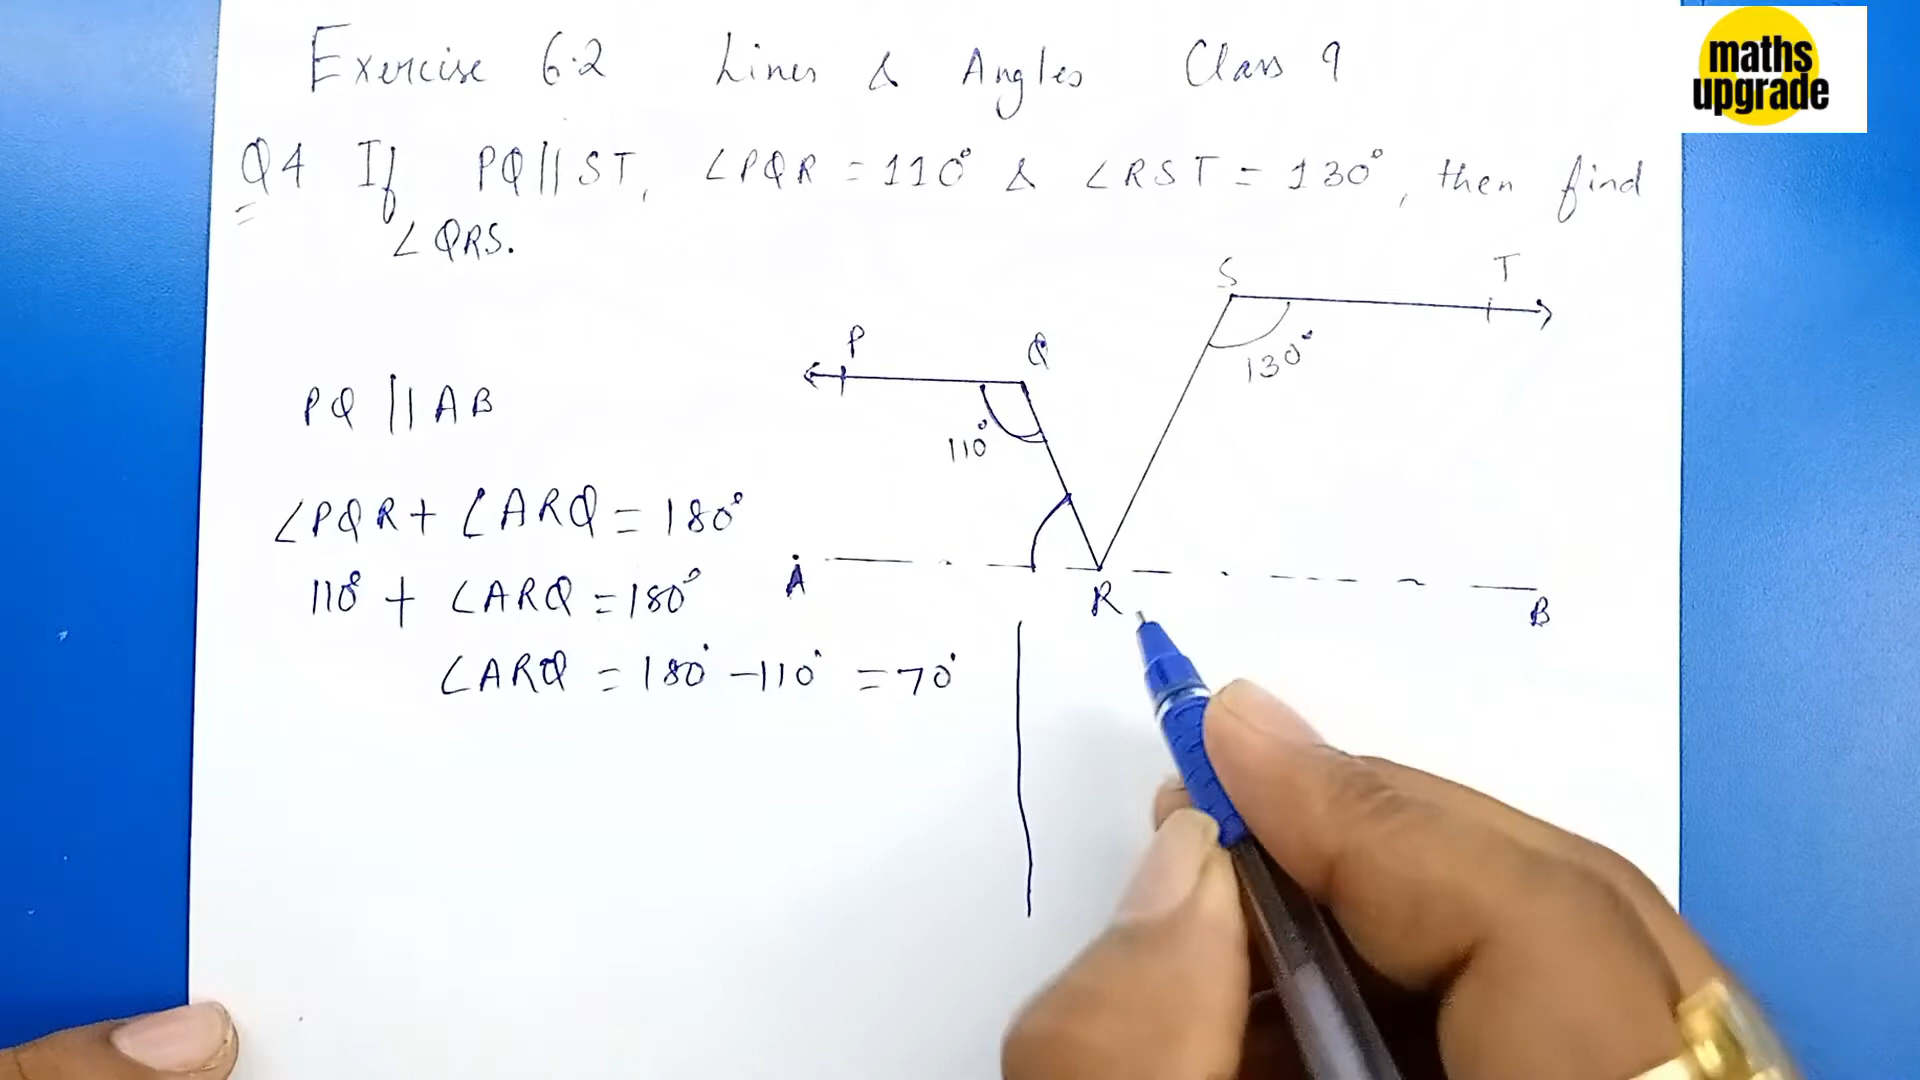 maths
upgrade
Exercise 6.2 Lines & Angles Class 9
Q4 If PQ||ST, ∠PQR = 110° & ∠RST = 130°, then find
∠QRS.
S T
P Q
130°
110°
PQ || AB
∠PQR + ∠ARQ = 180°
110° + ∠ARQ = 180°
A R B
∠ARQ = 180° - 110° = 70°